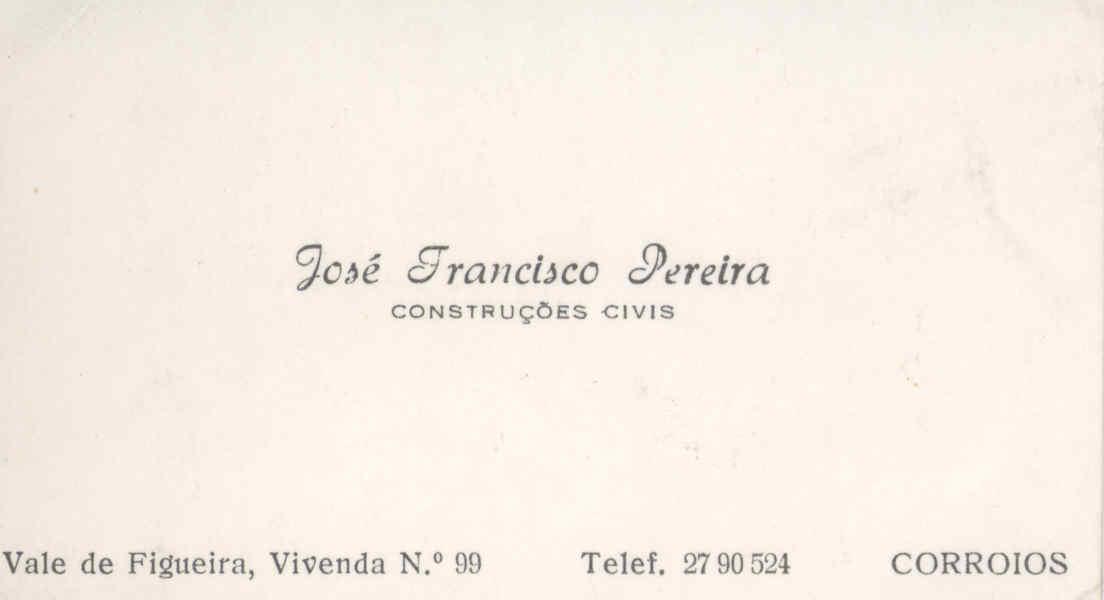 José Francisco Pereira
CONSTRUÇÕES CIVIS
Vale de Figueira, Vivenda N.º 99 Telef. 27 90 524 CORROIOS